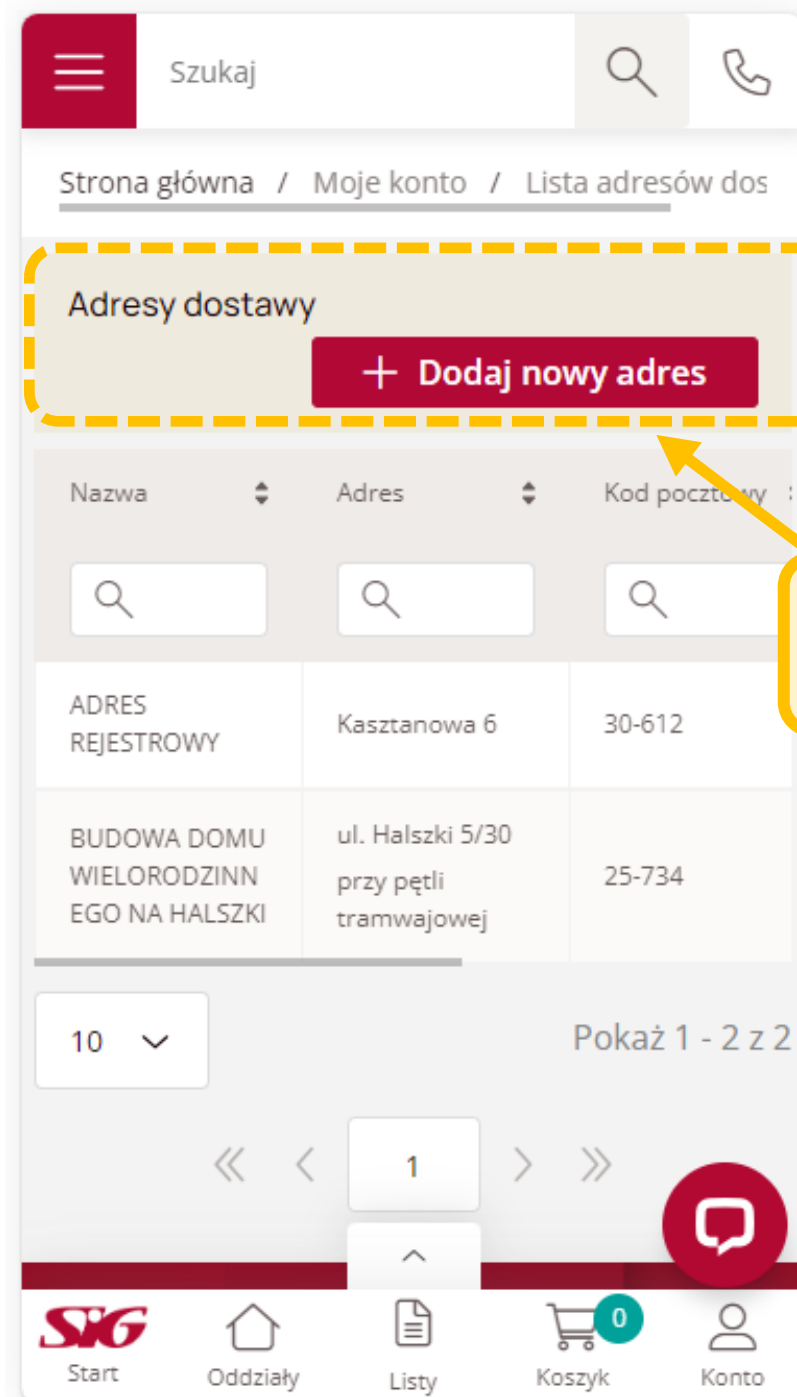 Szukaj
Strona główna / Moje konto / Lista adresów dos
Adresy dostawy
+ Dodaj nowy adres
Nazwa Adres Kod pocztowy
ADRES
REJESTROWY
Kasztanowa 6
30-612
BUDOWA DOMU
WIELORODZINN
EGO NA HALSZKI
ul. Halszki 5/30
przy pętli
tramwajowej
25-734
10
Pokaż 1 - 2 z 2
« < 1 > »
SIG
0
Start Oddziały Listy Koszyk Konto